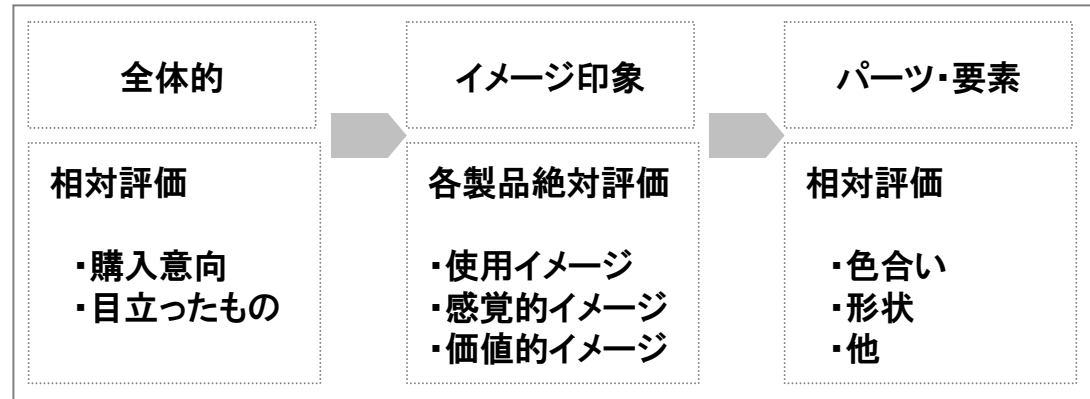 全体的
イメージ印象
パーツ・要素
相対評価
・購入意向
・目立ったもの
各製品絶対評価
・使用イメージ
・感覚的イメージ
・価値的イメージ
相対評価
・色合い
・形状
・他